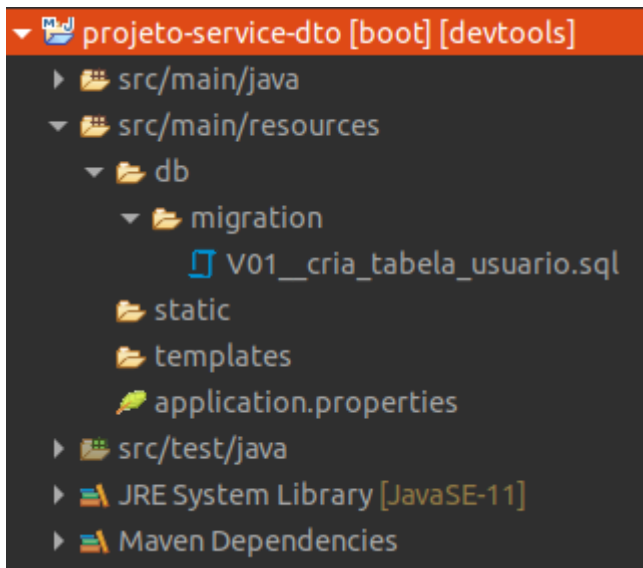 projeto-service-dto [boot] [devtools]
src/main/java
src/main/resources
db
migration
V01__cria_tabela_usuario.sql
static
templates
application.properties
src/test/java
JRE System Library [JavaSE-11]
Maven Dependencies